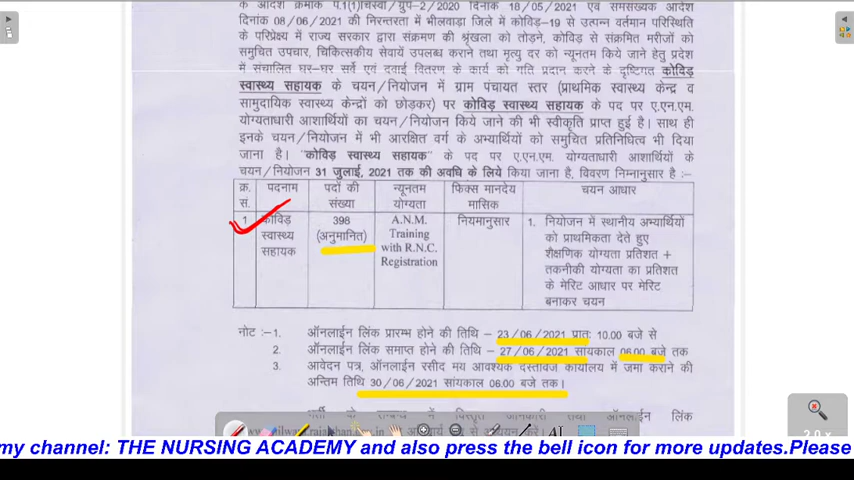 के आदेश क्रमांक प.1(1)चिस्वा/ग्रुप-2/2020 दिनांक 18/05/2021 एवं समसंख्यक आदेश
दिनांक 08/06/2021 की निरन्तरता में भीलवाड़ा जिले में कोविड-19 से उत्पन्न वर्तमान परिस्थिति
के परिप्रेक्ष्य में राज्य सरकार द्वारा संक्रमण की श्रृंखला को तोड़ने, कोविड से संक्रमित मरीजों को
समुचित उपचार, चिकित्सकीय सेवायें उपलब्ध कराने तथा मृत्यु दर को न्यूनतम किये जाने हेतु प्रदेश
में संचालित घर-घर सर्वे एवं दवाई वितरण के कार्य को गति प्रदान करने के दृष्टिगत कोविड़
स्वास्थ्य सहायक के चयन/नियोजन में ग्राम पंचायत स्तर (प्राथमिक स्वास्थ्य केन्द्र व
सामुदायिक स्वास्थ्य केन्द्रों को छोड़कर) पर कोविड़ स्वास्थ्य सहायक के पद पर ए.एन.एम.
योग्यताधारी आशार्थियों का चयन/नियोजन किये जाने की भी स्वीकृति प्राप्त हुई है। साथ ही
इनके चयन/नियोजन में भी आरक्षित वर्ग के अभ्यार्थियों को समुचित प्रतिनिधित्व भी दिया
जाना है। "कोविड़ स्वास्थ्य सहायक" के पद पर ए.एन.एम. योग्यताधारी आशार्थियों के
चयन/नियोजन 31 जुलाई, 2021 तक की अवधि के लिये किया जाना है, विवरण निम्नानुसार है :-
क्र. सं. पदनाम पदों की संख्या न्यूनतम योग्यता फिक्स मानदेय मासिक चयन आधार
1 कोविड़ स्वास्थ्य सहायक 398 (अनुमानित) A.N.M. Training with R.N.C. Registration नियमानुसार 1. नियोजन में स्थानीय अभ्यार्थियों
को प्राथमिकता देते हुए
शैक्षणिक योग्यता प्रतिशत +
तकनीकी योग्यता का प्रतिशत
के मेरिट आधार पर मेरिट
बनाकर चयन
नोट :- 1. ऑनलाईन लिंक प्रारम्भ होने की तिथि - 23/06/2021 प्रातः 10.00 बजे से
2. ऑनलाईन लिंक समाप्त होने की तिथि - 27/06/2021 सांयकाल 06.00 बजे तक
3. आवेदन पत्र, ऑनलाईन रसीद मय आवश्यक दस्तावेज कार्यालय में जमा कराने की
अन्तिम तिथि 30/06/2021 सांयकाल 06.00 बजे तक।
ऑनलाईन लिंक
2.0 x
my channel: THE NURSING ACADEMY and also press the bell icon for more updates.Please